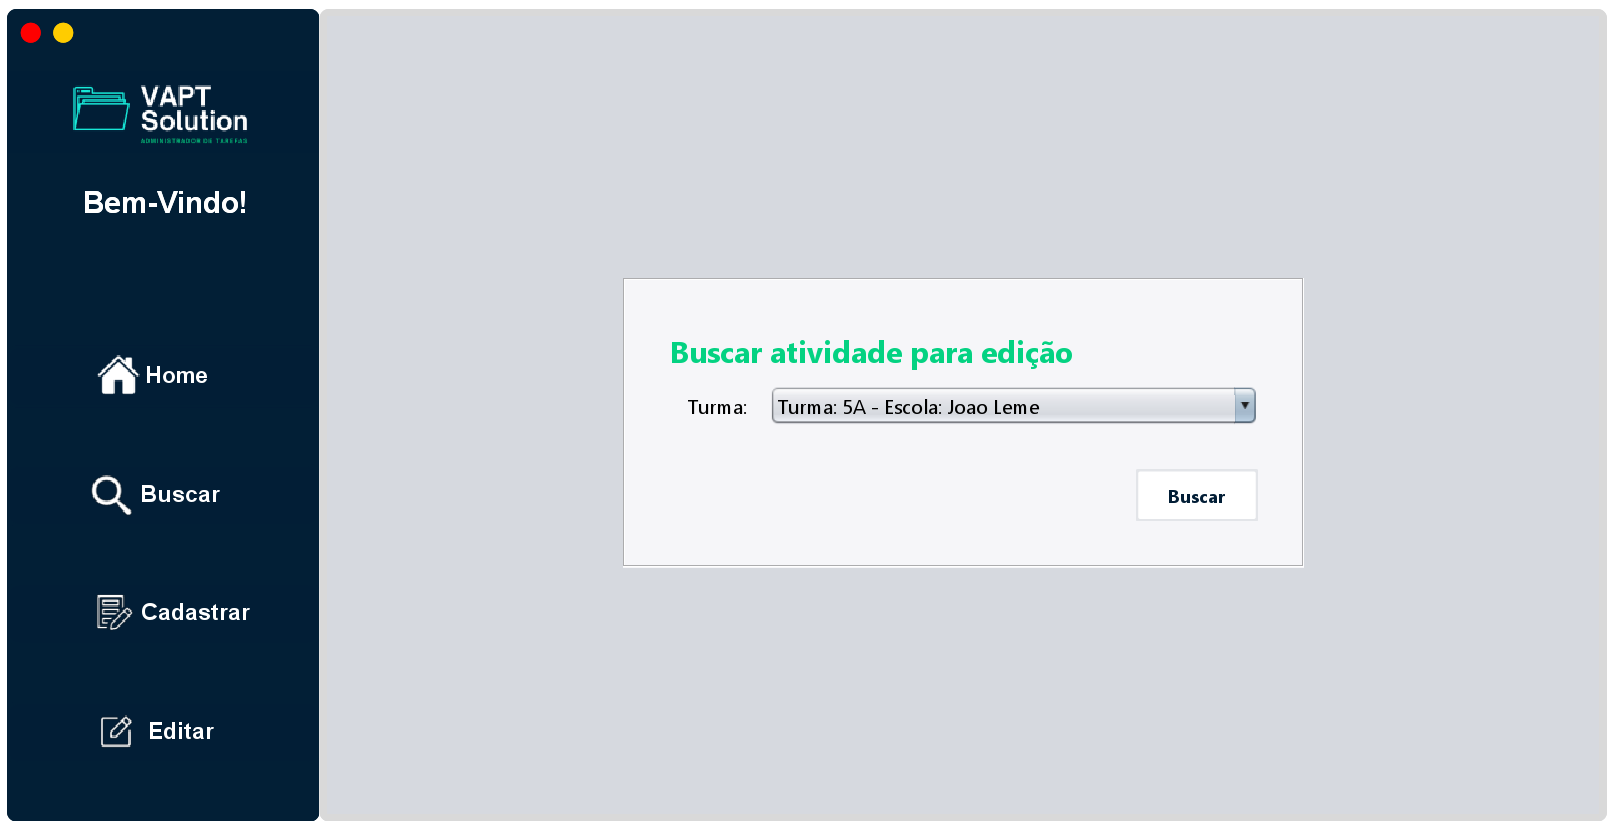 VAPT
Solution
ADMINISTRADOR DE TAREFAS
Bem-Vindo!
Home
Buscar
Cadastrar
Editar
Buscar atividade para edição
Turma: Turma: 5A - Escola: Joao Leme
Buscar